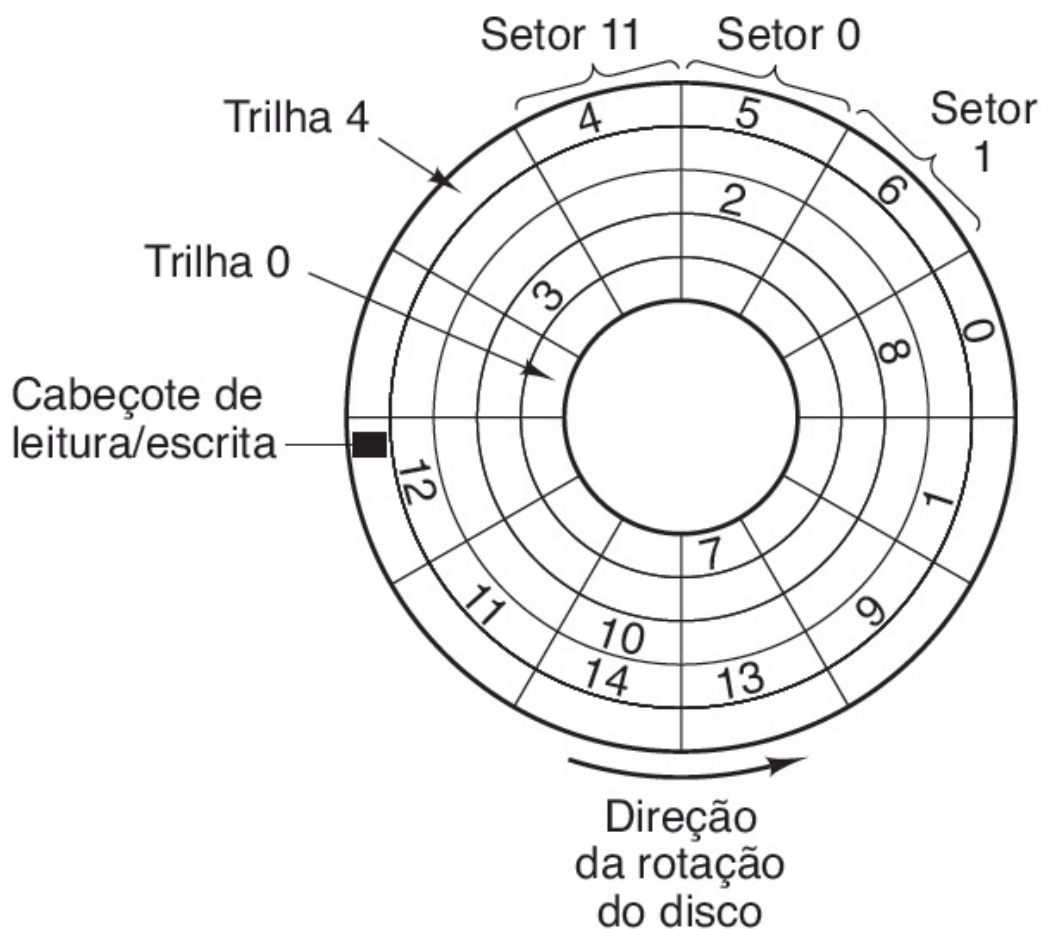 Setor 11
Setor 0
Setor
1
Trilha 4
Trilha 0
Cabeçote de
leitura/escrita
4
5
6
2
3
0
8
12
1
7
11
9
10
14
13
Direção
da rotação
do disco